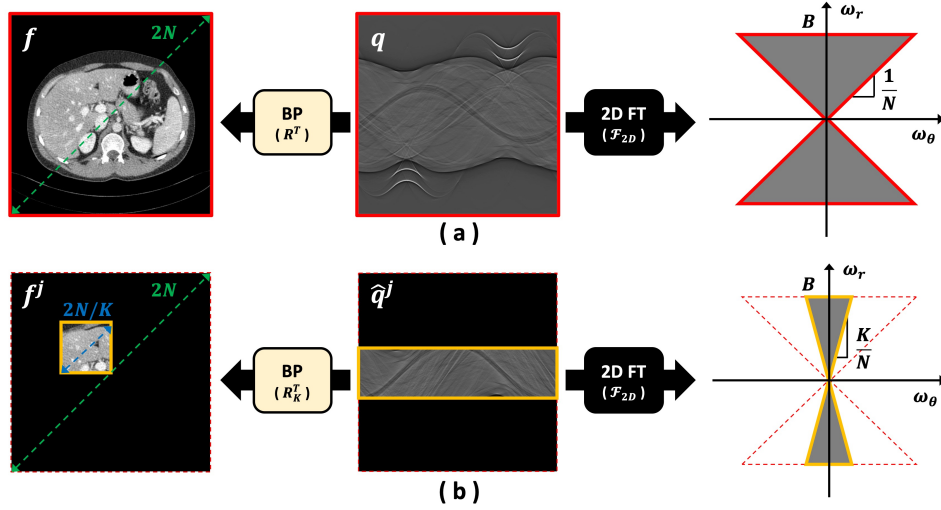 f
2N
BP
( R^T )
q
2D FT
( ℱ_2D )
B
ω_r
1
N
ω_θ
( a )
f^j
2N
2N/K
BP
( R_K^T )
q̂^j
2D FT
( ℱ_2D )
B
ω_r
K
N
ω_θ
( b )